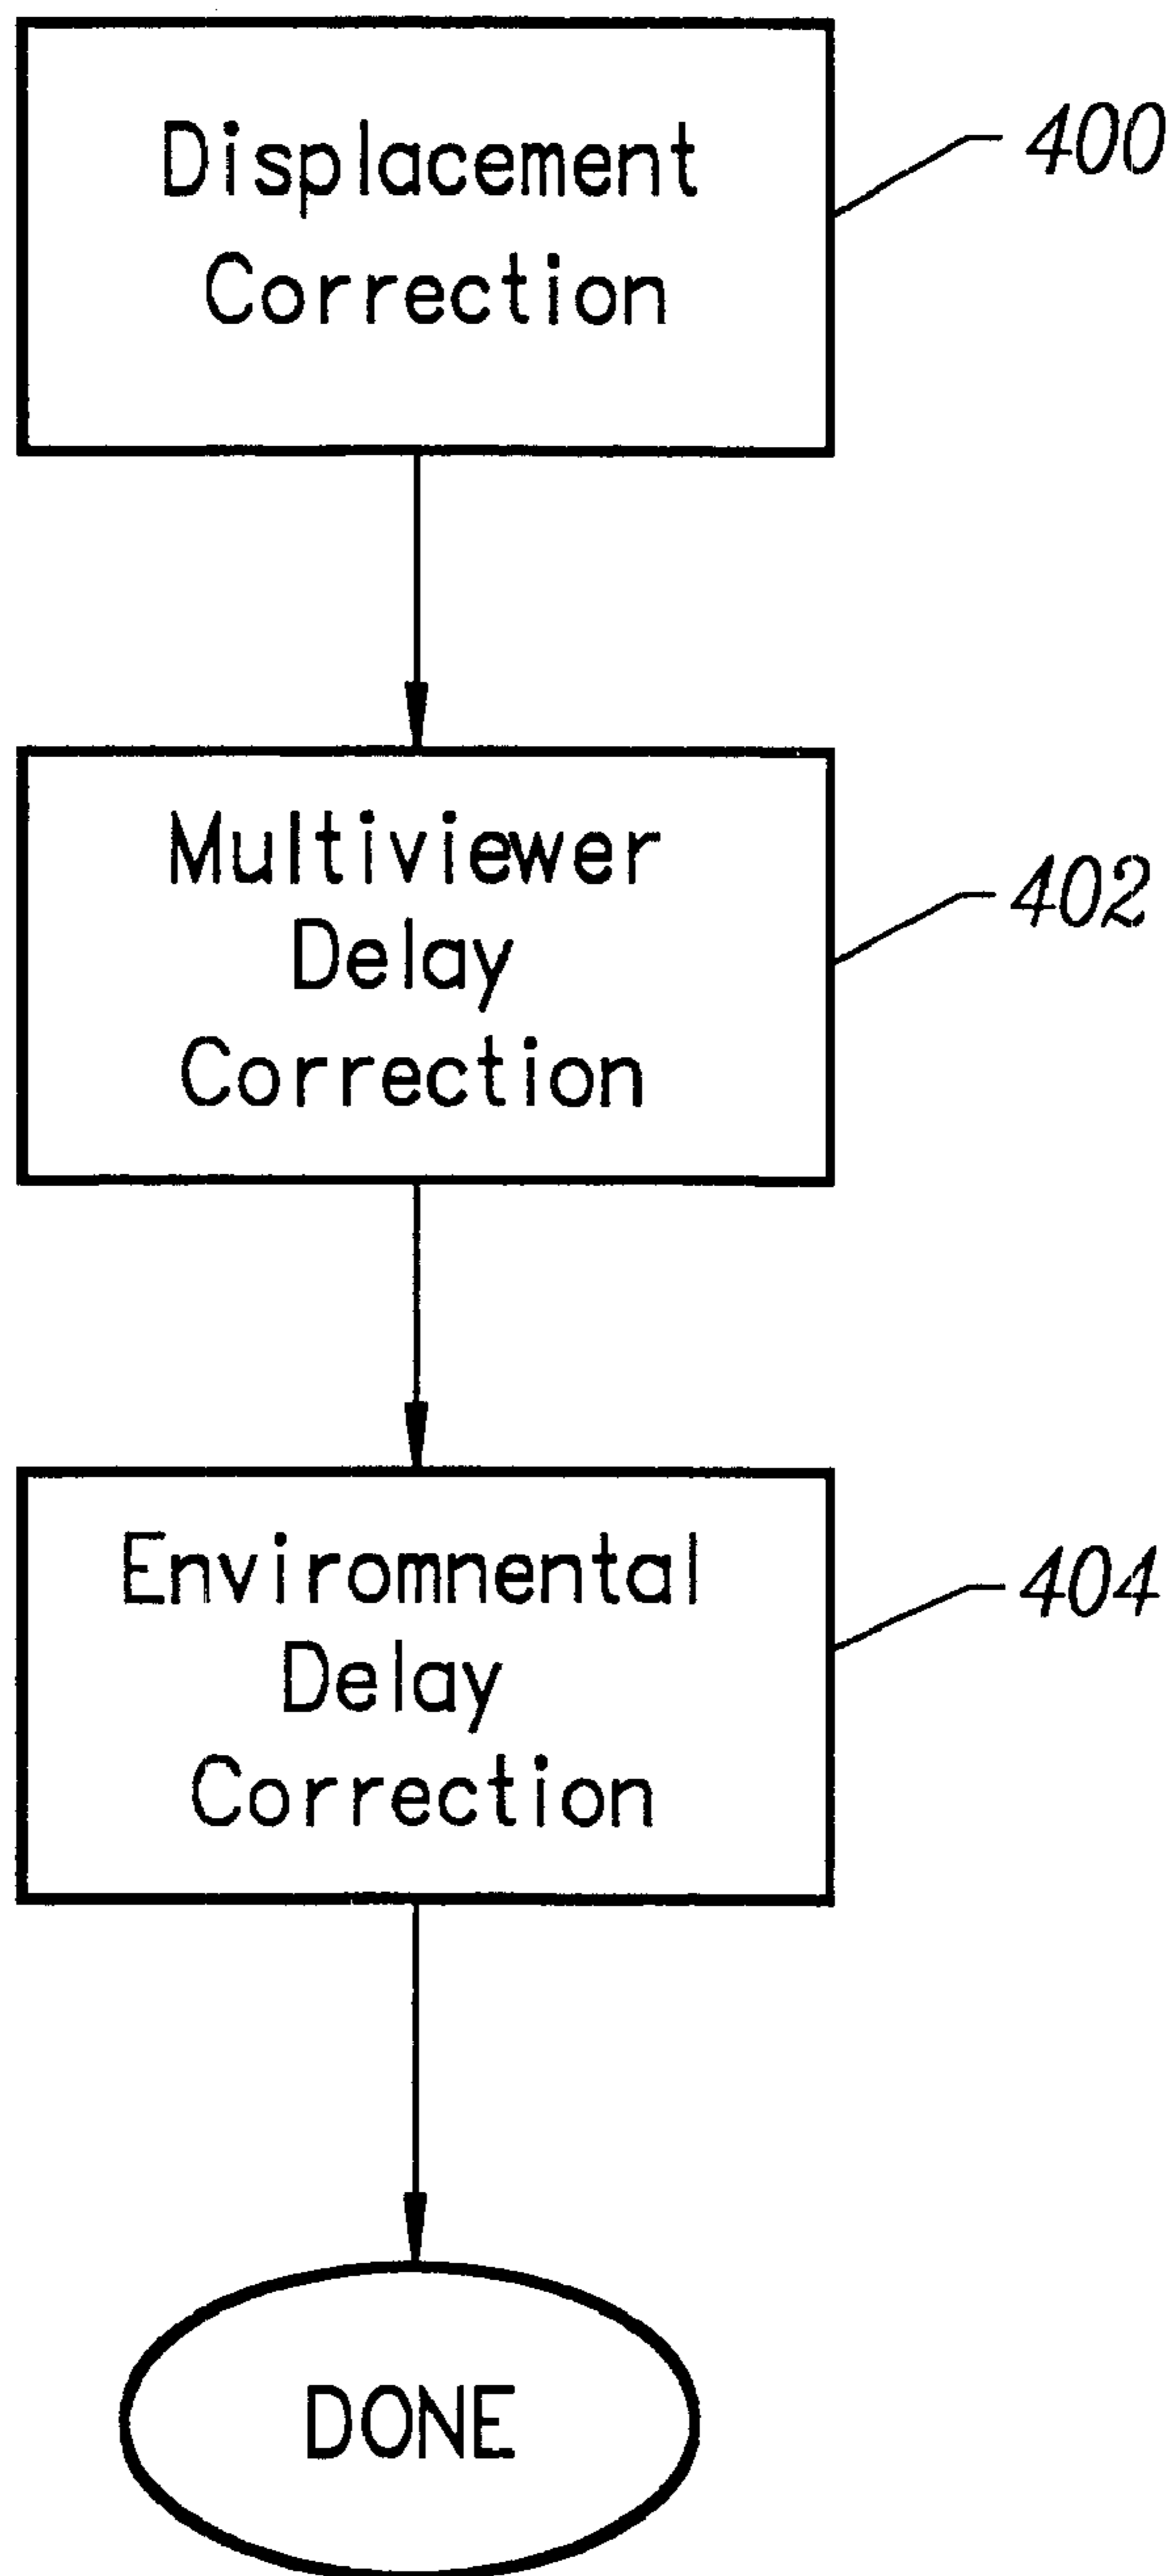 Displacement
Correction
400
Multiviewer
Delay
Correction
402
Enviromnental
Delay
Correction
404
DONE